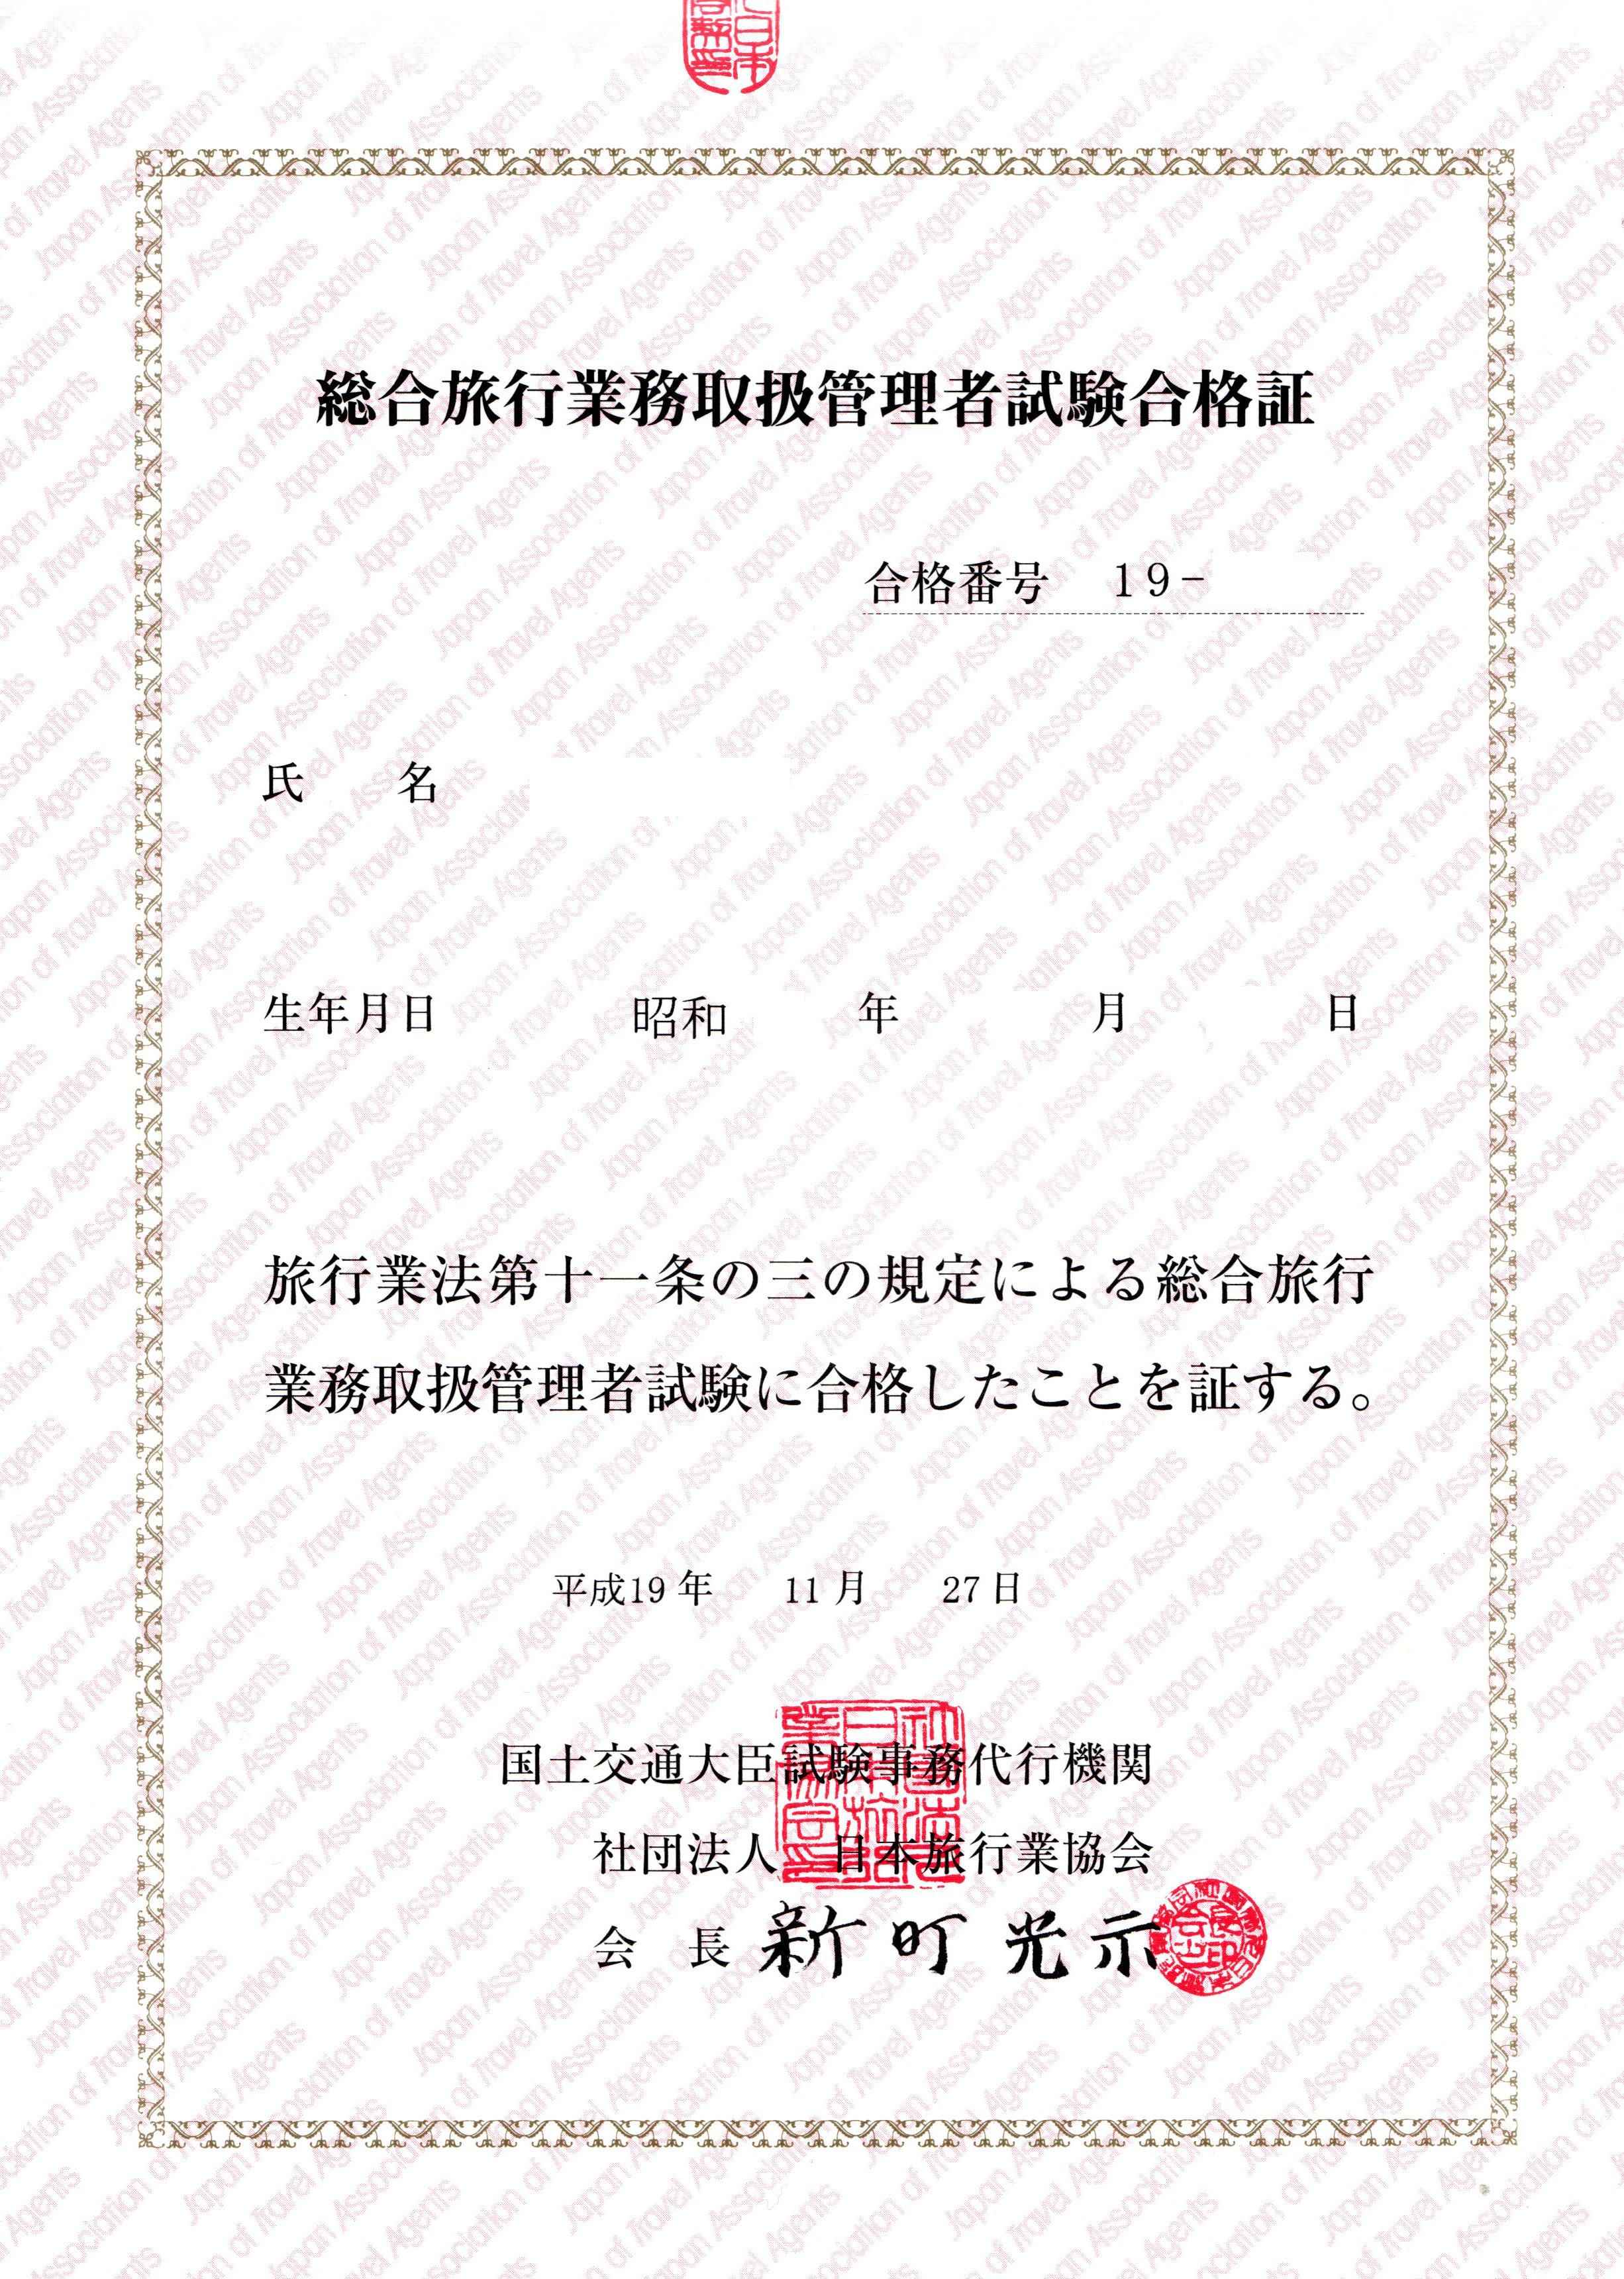 総合旅行業務取扱管理者試験合格証
合格番号 19-
氏 名
生年月日 昭和 年 月 日
旅行業法第十一条の三の規定による総合旅行
業務取扱管理者試験に合格したことを証する。
平成19年 11月 27日
国土交通大臣試験事務代行機関
社団法人 日本旅行業協会
会 長 新町光示
Japan Association of Travel Agents